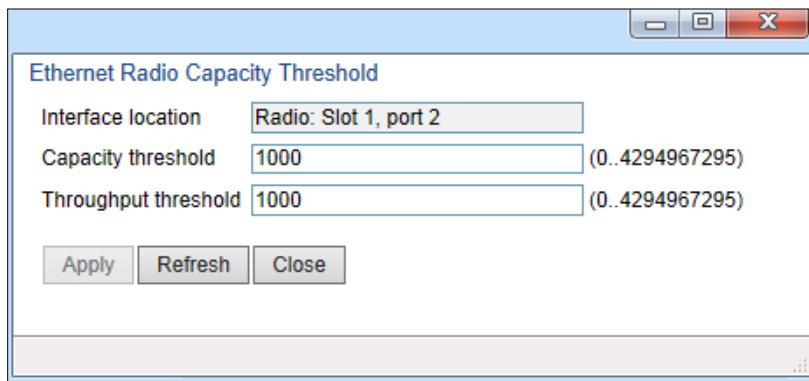 Ethernet Radio Capacity Threshold
Interface location Radio: Slot 1, port 2
Capacity threshold 1000 (0..4294967295)
Throughput threshold 1000 (0..4294967295)
Apply Refresh Close